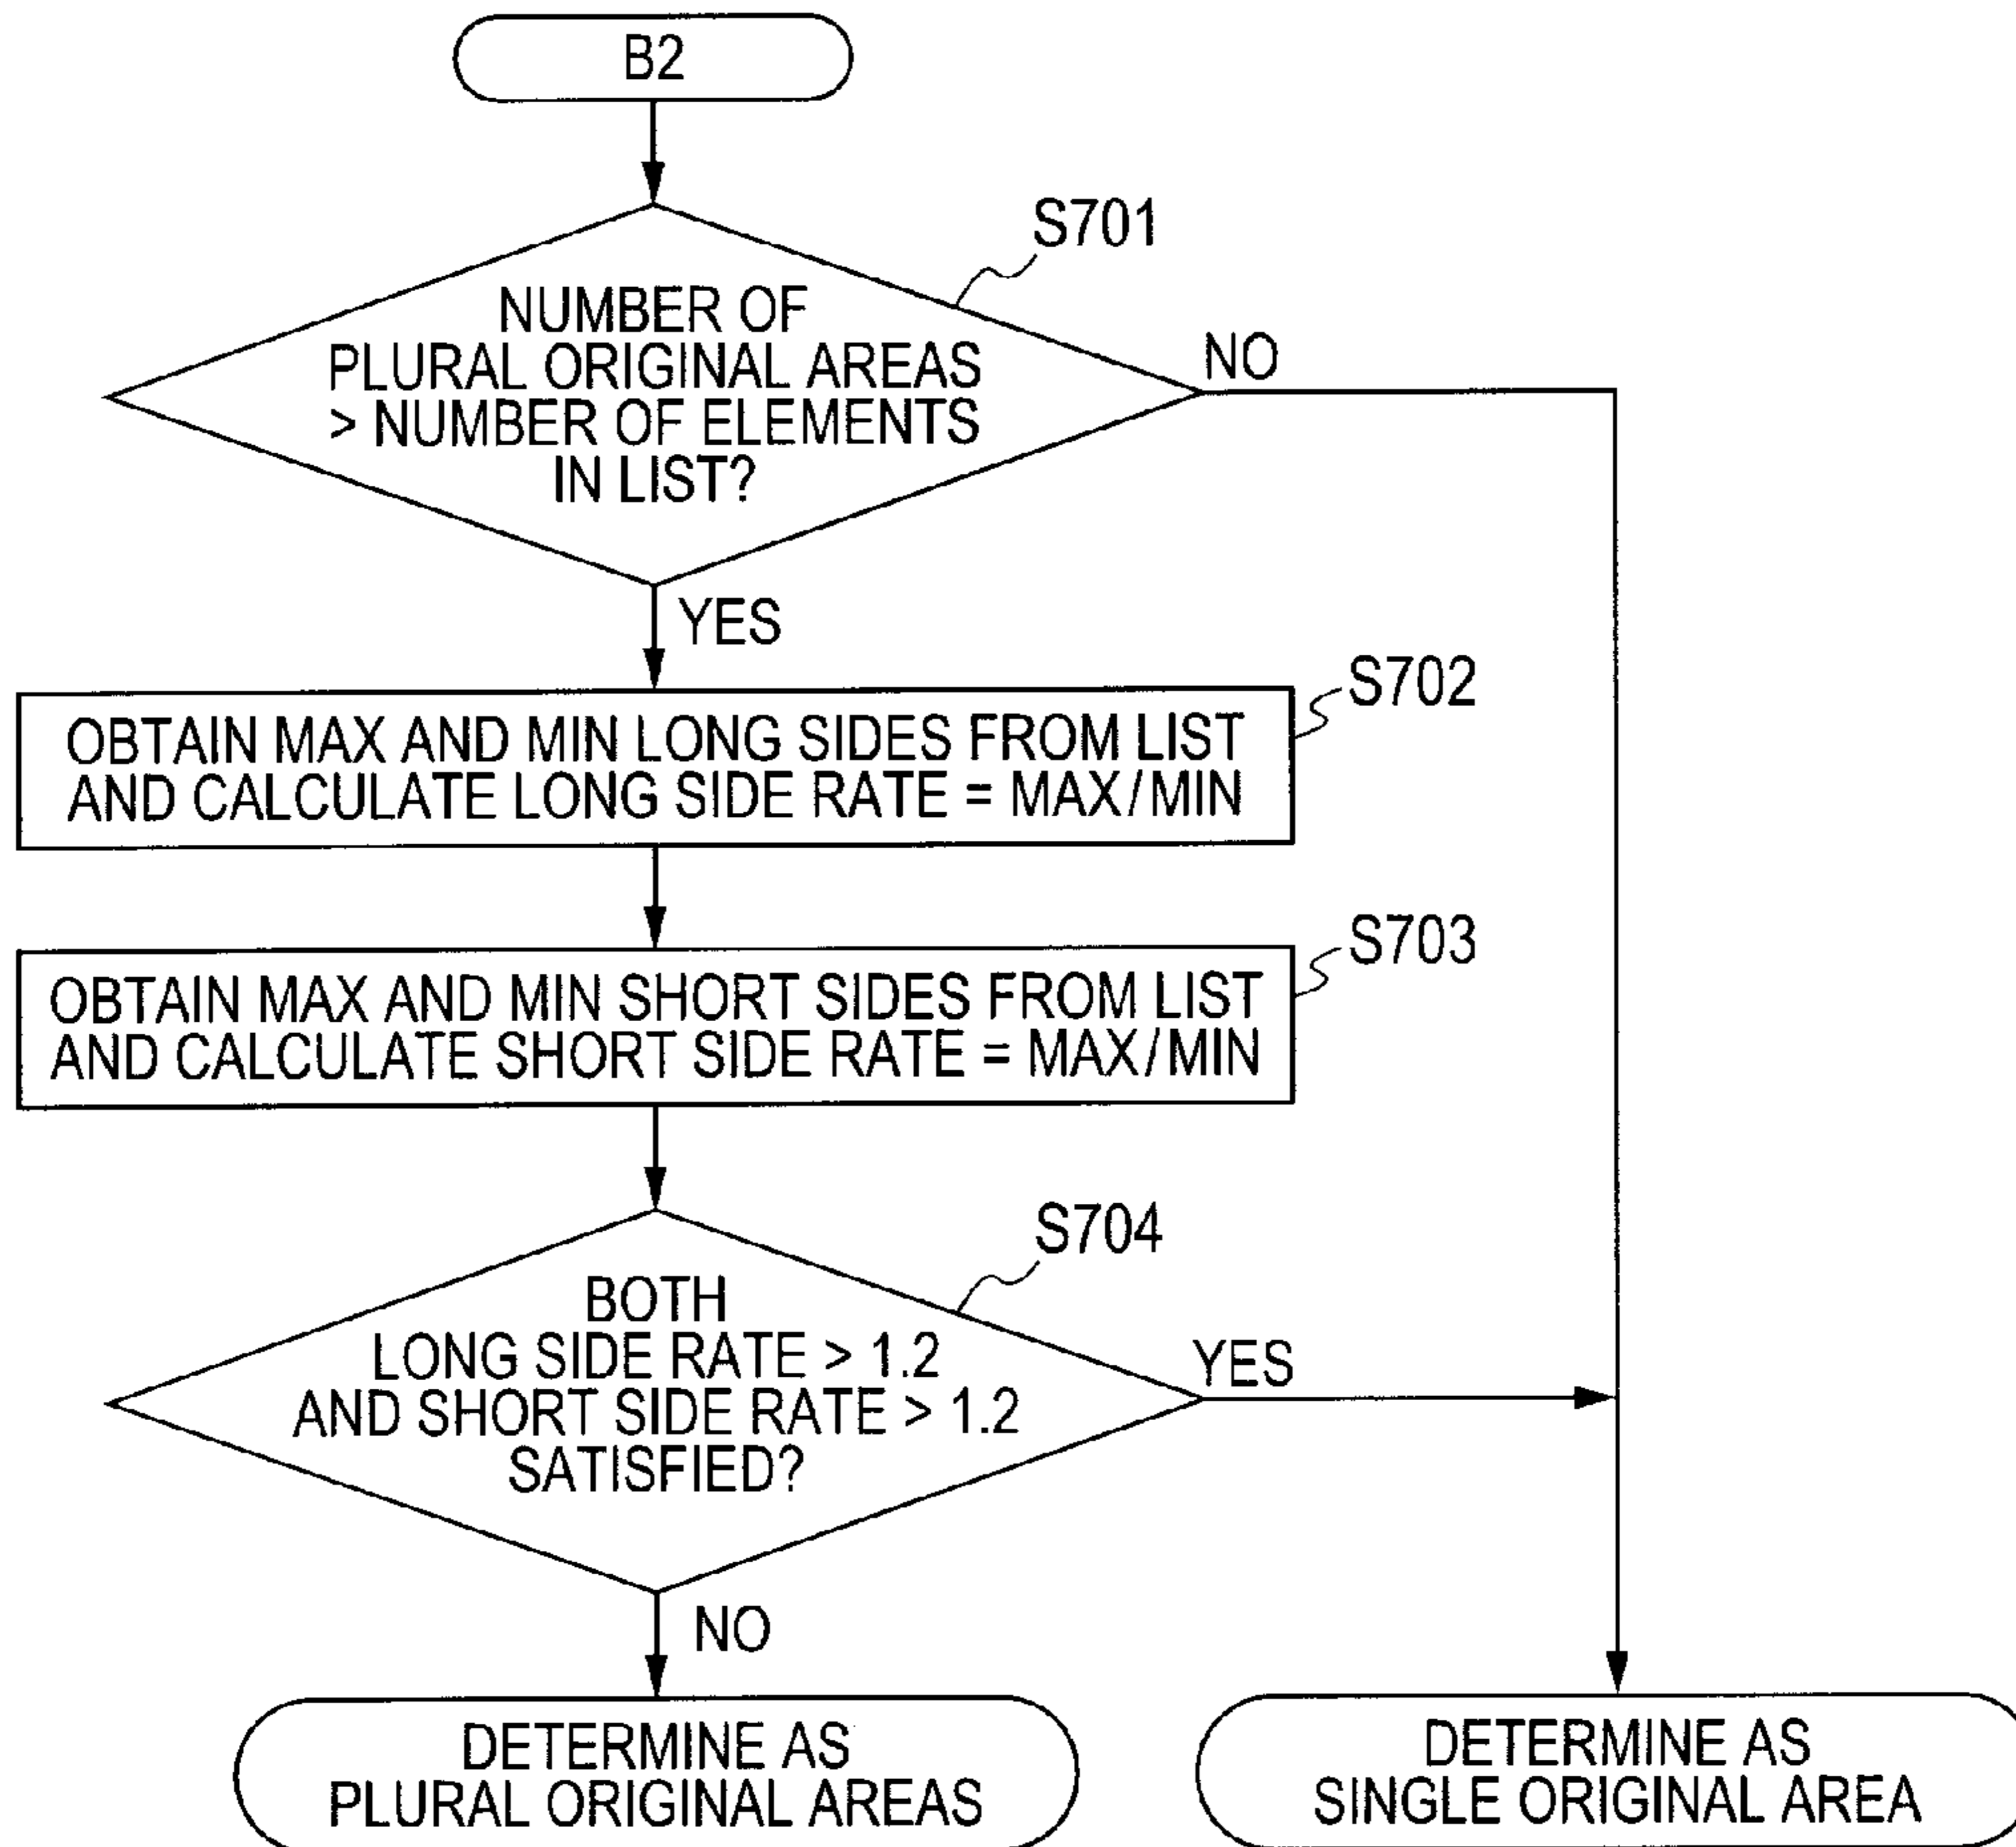 B2
S701
NUMBER OF
PLURAL ORIGINAL AREAS
> NUMBER OF ELEMENTS
IN LIST?
NO
YES
S702
OBTAIN MAX AND MIN LONG SIDES FROM LIST
AND CALCULATE LONG SIDE RATE = MAX/MIN
S703
OBTAIN MAX AND MIN SHORT SIDES FROM LIST
AND CALCULATE SHORT SIDE RATE = MAX/MIN
S704
BOTH
LONG SIDE RATE > 1.2
AND SHORT SIDE RATE > 1.2
SATISFIED?
YES
NO
DETERMINE AS
PLURAL ORIGINAL AREAS
DETERMINE AS
SINGLE ORIGINAL AREA